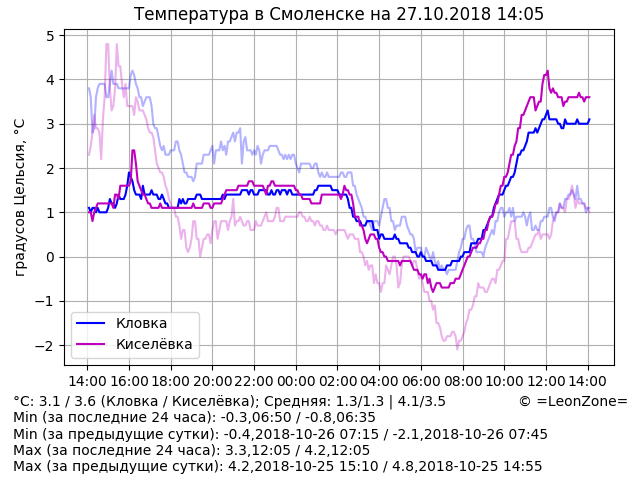 Температура в Смоленске на 27.10.2018 14:05
градусов Цельсия, °C
5
4
3
2
1
0
−1
−2
Кловка
Киселёвка
14:00 16:00 18:00 20:00 22:00 00:00 02:00 04:00 06:00 08:00 10:00 12:00 14:00
°C: 3.1 / 3.6 (Кловка / Киселёвка); Средняя: 1.3/1.3 | 4.1/3.5 © =LeonZone=
Min (за последние 24 часа): -0.3,06:50 / -0.8,06:35
Min (за предыдущие сутки): -0.4,2018-10-26 07:15 / -2.1,2018-10-26 07:45
Max (за последние 24 часа): 3.3,12:05 / 4.2,12:05
Max (за предыдущие сутки): 4.2,2018-10-25 15:10 / 4.8,2018-10-25 14:55